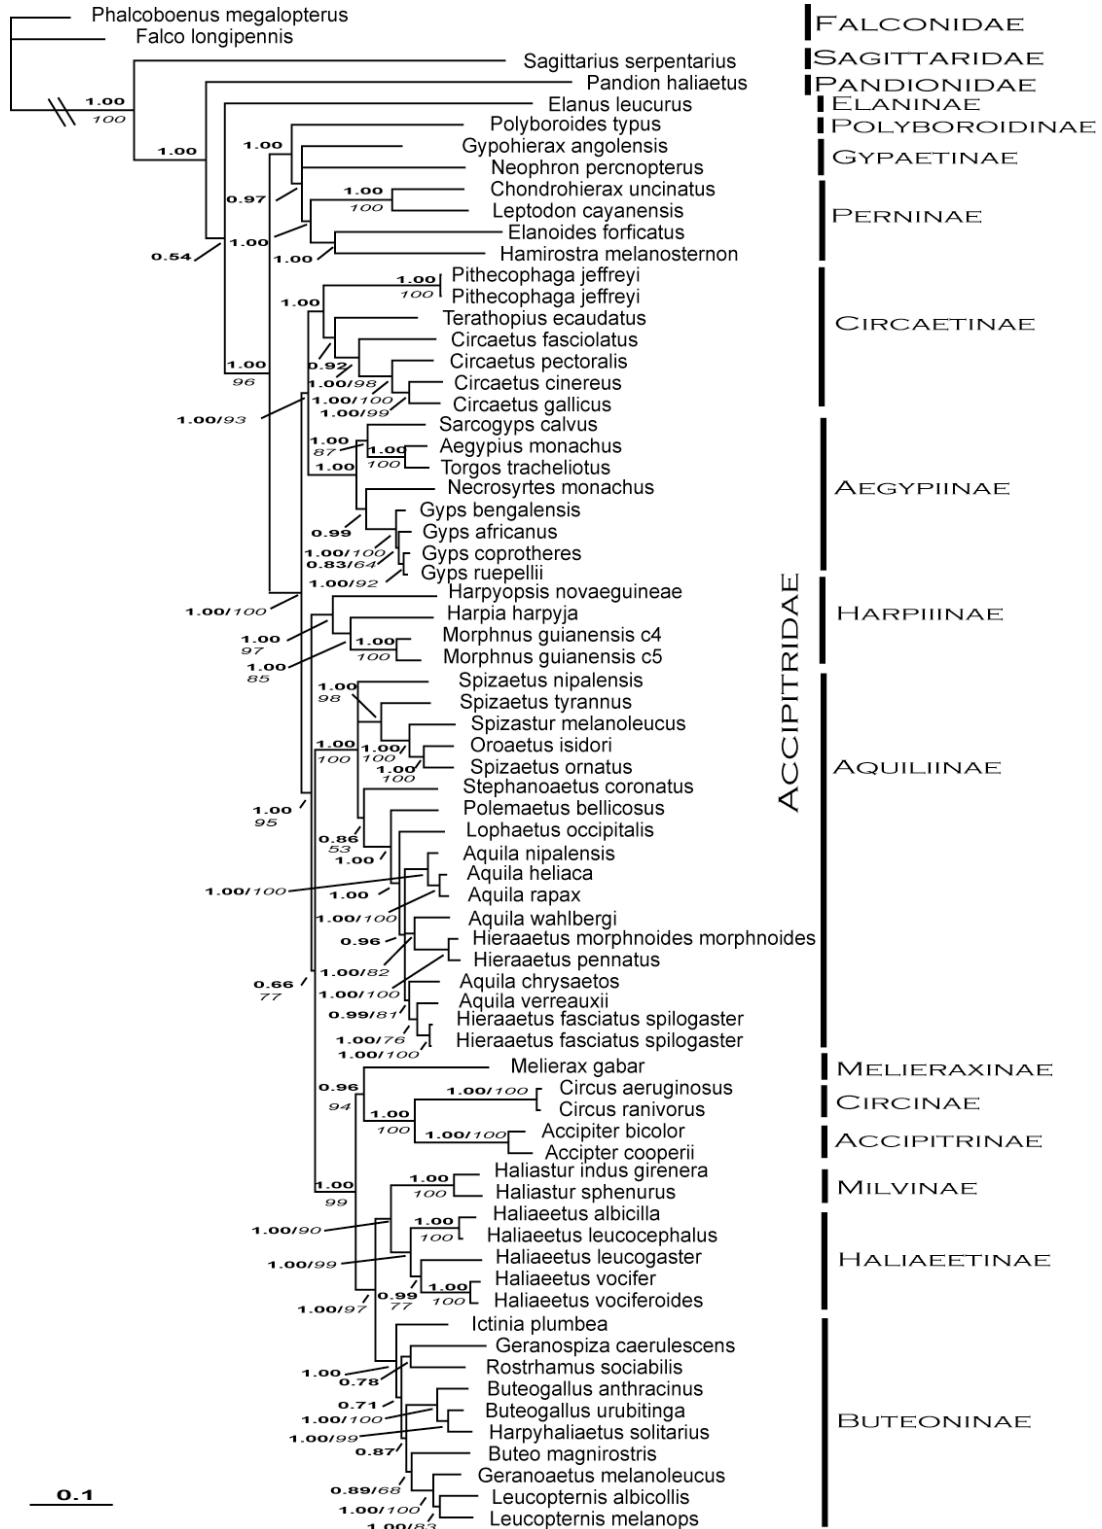 Phalcoboenus megalopterus
FALCONIDAE
Falco longipennis
Sagittarius serpentarius
SAGITTARIDAE
Pandion haliaetus
PANDIONIDAE
1.00
100
Elanus leucurus
ELANINAE
Polyboroides typus
POLYBOROIDINAE
1.00
1.00
Gypohierax angolensis
GYPAETINAE
Neophron percnopterus
0.97
1.00
100
Chondrohierax uncinatus
Leptodon cayanensis
PERNINAE
Elanoides forficatus
1.00
0.54
1.00
Hamirostra melanosternon
1.00
100
Pithecophaga jeffreyi
Pithecophaga jeffreyi
1.00
Terathopius ecaudatus
CIRCAETINAE
Circaetus fasciolatus
1.00
96
0.92
Circaetus pectoralis
1.00/98
Circaetus cinereus
1.00/100
Circaetus gallicus
1.00/99
1.00/93
Sarcogyps calvus
1.00
87
Aegypius monachus
1.00
100
Torgos tracheliotus
1.00
Necrosyrtes monachus
AEGYPIINAE
Gyps bengalensis
0.99
Gyps africanus
1.00/100
Gyps coprotheres
0.83/64
Gyps ruepellii
1.00/92
Harpyopsis novaeguineae
1.00/100
Harpia harpyja
HARPIIINAE
1.00
97
Morphnus guianensis c4
1.00
100
Morphnus guianensis c5
1.00
85
ACCIPITRIDAE
Spizaetus nipalensis
1.00
98
Spizaetus tyrannus
Spizastur melanoleucus
1.00
100
Oroaetus isidori
1.00
100
Spizaetus ornatus
1.00
100
AQUILIINAE
Stephanoaetus coronatus
Polemaetus bellicosus
1.00
95
Lophaetus occipitalis
0.86
53
1.00
Aquila nipalensis
Aquila heliaca
1.00/100
1.00
Aquila rapax
1.00/100
Aquila wahlbergi
0.96
Hieraaetus morphnoides morphnoides
Hieraaetus pennatus
1.00/82
0.66
77
Aquila chrysaetos
1.00/100
Aquila verreauxii
0.99/81
Hieraaetus fasciatus spilogaster
1.00/76
Hieraaetus fasciatus spilogaster
1.00/100
Melierax gabar
MELIERAXINAE
0.96
94
1.00/100
Circus aeruginosus
CIRCINAE
Circus ranivorus
1.00
100
1.00/100
Accipiter bicolor
ACCIPITRINAE
Accipter cooperii
Haliastur indus girenera
1.00
100
Haliastur sphenurus
MILVINAE
1.00
99
Haliaeetus albicilla
1.00
100
Haliaeetus leucocephalus
1.00/90
Haliaeetus leucogaster
HALIAEETINAE
1.00/99
Haliaeetus vocifer
1.00
100
Haliaeetus vociferoides
0.99
77
1.00/97
Ictinia plumbea
Geranospiza caerulescens
Rostrhamus sociabilis
1.00
0.78
Buteogallus anthracinus
0.71
Buteogallus urubitinga
1.00/100
BUTEONINAE
Harpyhaliaetus solitarius
1.00/99
Buteo magnirostris
0.87
Geranoaetus melanoleucus
0.89/68
Leucopternis albicollis
1.00/100
Leucopternis melanops
1.00/83
0.1